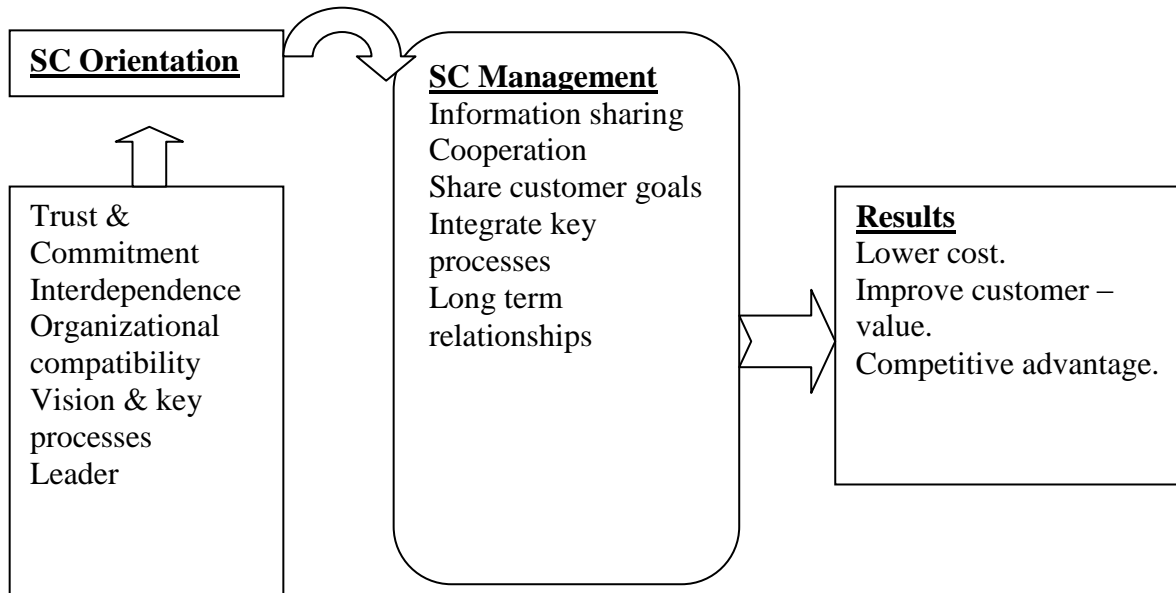 SC Orientation
Trust &
Commitment
Interdependence
Organizational
compatibility
Vision & key
processes
Leader
SC Management
Information sharing
Cooperation
Share customer goals
Integrate key
processes
Long term
relationships
Results
Lower cost.
Improve customer –
value.
Competitive advantage.